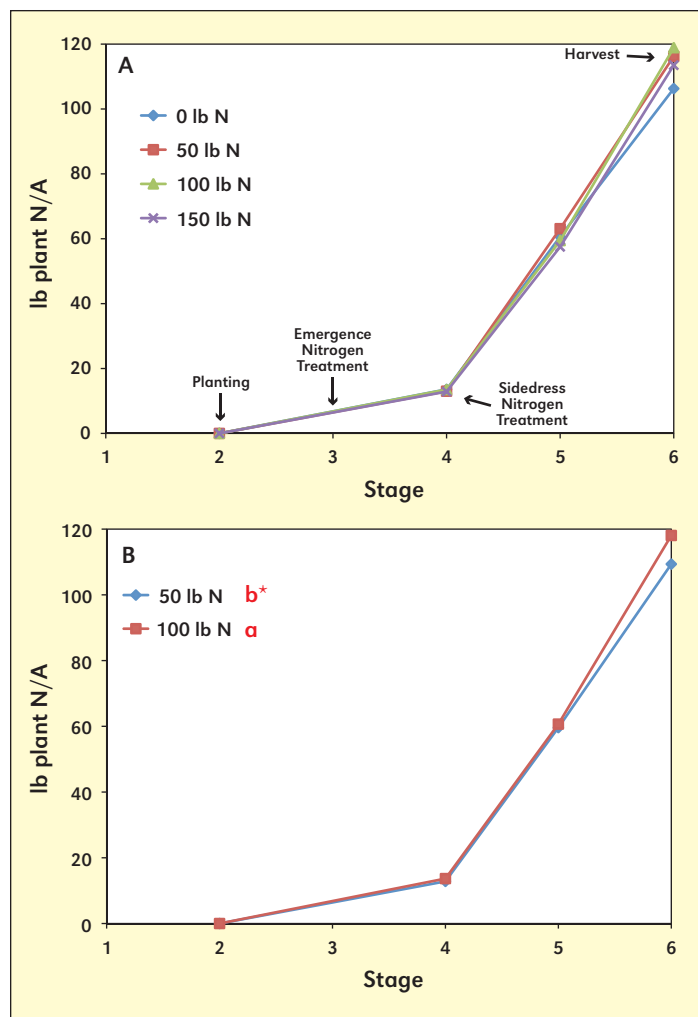 A
120
100
80
60
40
20
0
lb plant N/A
0 lb N
50 lb N
100 lb N
150 lb N
Harvest
Planting
Emergence
Nitrogen
Treatment
Sidedress
Nitrogen
Treatment
1 2 3 4 5 6
Stage
B
120
100
80
60
40
20
0
lb plant N/A
50 lb N b*
100 lb N a
1 2 3 4 5 6
Stage